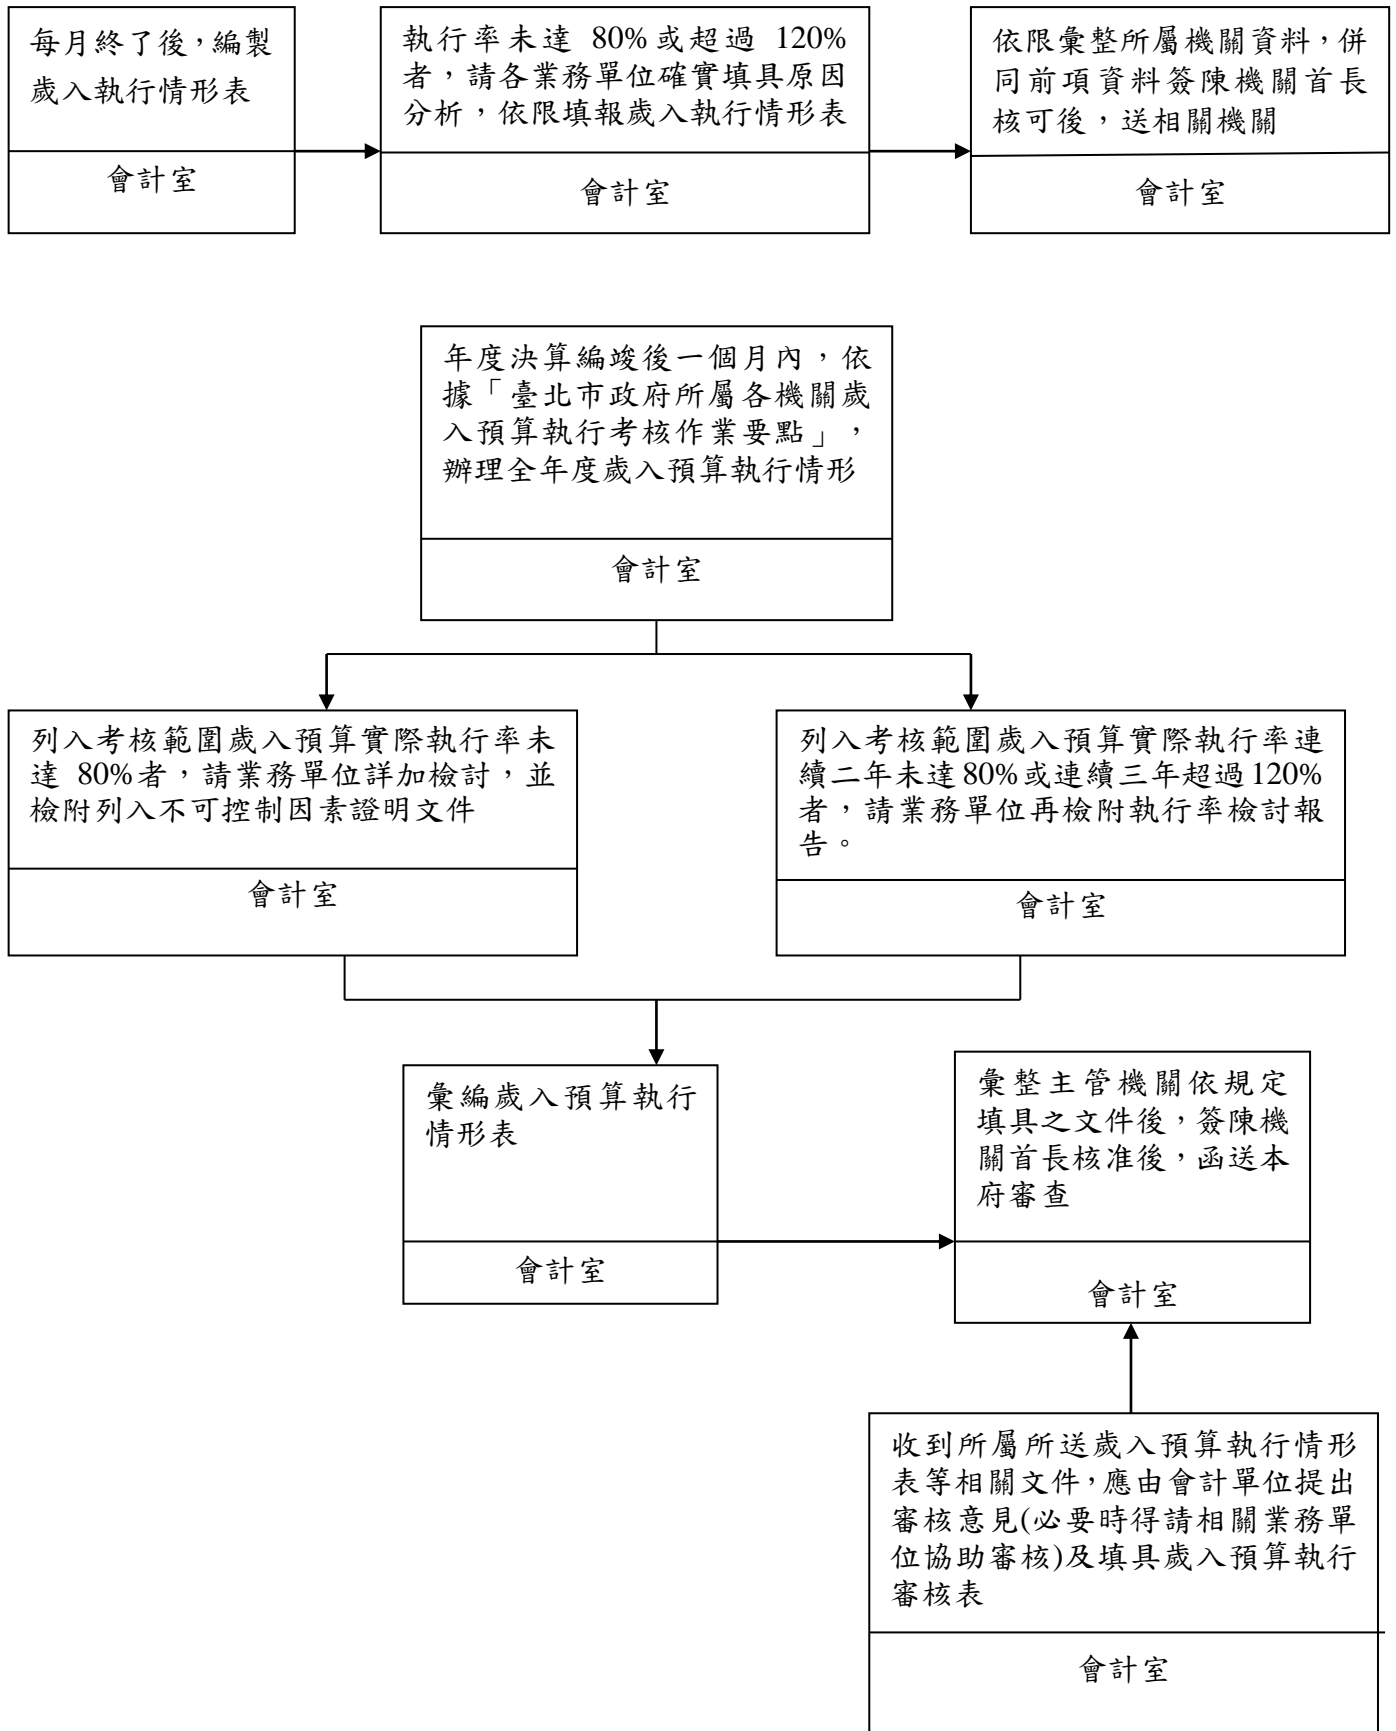 每月終了後，編製
歲入執行情形表
會計室
執行率未達 80%或超過 120%
者，請各業務單位確實填具原因
分析，依限填報歲入執行情形表
會計室
依限彙整所屬機關資料，併
同前項資料簽陳機關首長
核可後，送相關機關
會計室
年度決算編竣後一個月內，依
據「臺北市政府所屬各機關歲
入預算執行考核作業要點」，
辦理全年度歲入預算執行情形
會計室
列入考核範圍歲入預算實際執行率未
達 80%者，請業務單位詳加檢討，並
檢附列入不可控制因素證明文件
會計室
列入考核範圍歲入預算實際執行率連
續二年未達80%或連續三年超過120%
者，請業務單位再檢附執行率檢討報
告。
會計室
彙編歲入預算執行
情形表
會計室
彙整主管機關依規定
填具之文件後，簽陳機
關首長核准後，函送本
府審查
會計室
收到所屬所送歲入預算執行情形
表等相關文件，應由會計單位提出
審核意見(必要時得請相關業務單
位協助審核)及填具歲入預算執行
審核表
會計室